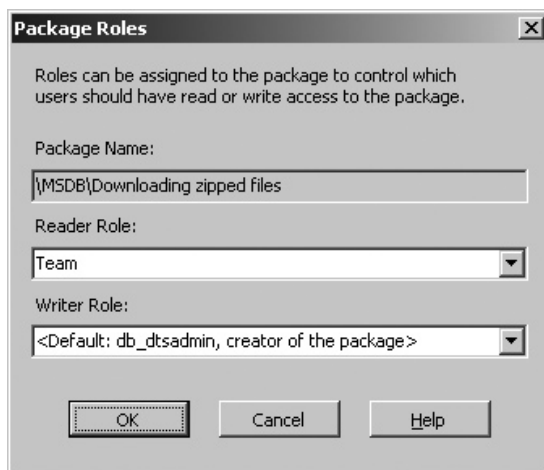 Package Roles
Roles can be assigned to the package to control which
users should have read or write access to the package.
Package Name:
\MSDB\Downloading zipped files
Reader Role:
Team
Writer Role:
<Default: db_dtsadmin, creator of the package>
OK Cancel Help